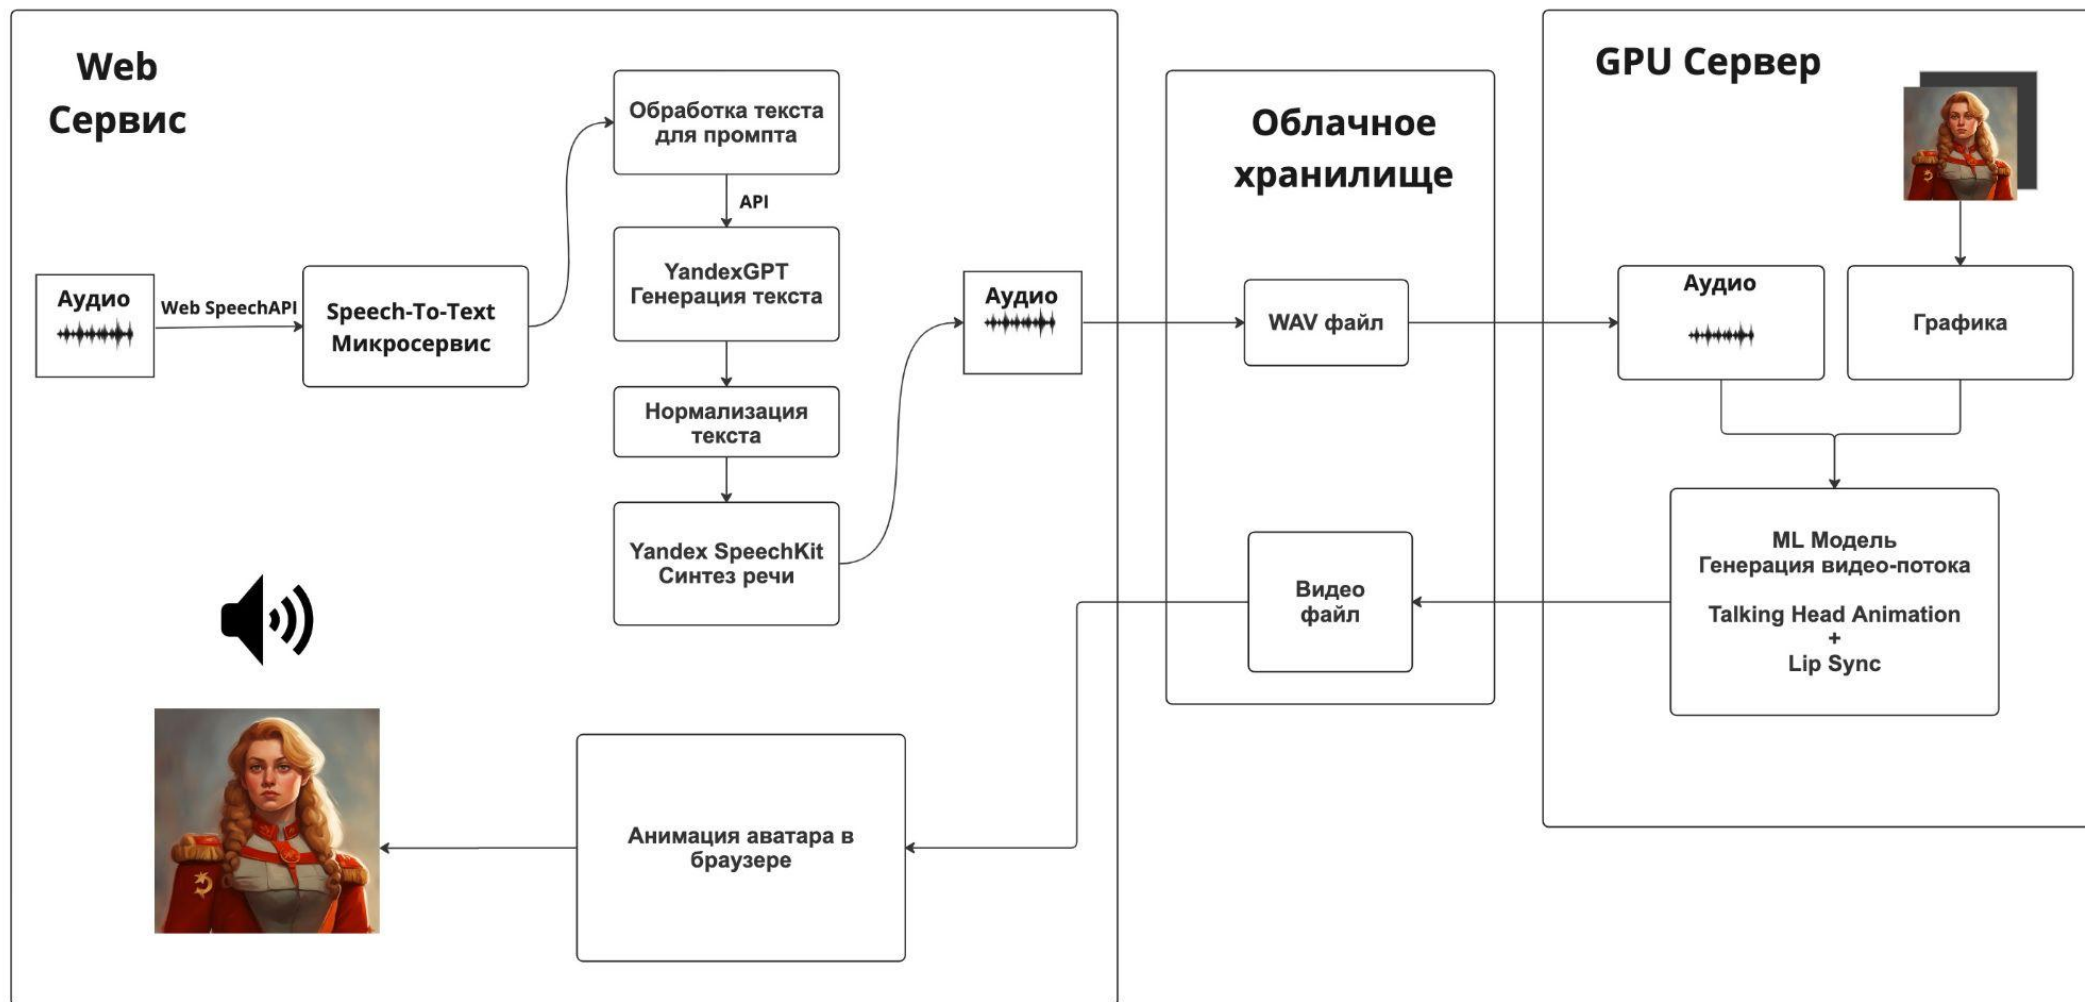 Web
Сервис
Аудио
Web SpeechAPI
Speech-To-Text
Микросервис
Обработка текста
для промпта
API
YandexGPT
Генерация текста
Нормализация
текста
Yandex SpeechKit
Синтез речи
Аудио
Облачное
хранилище
WAV файл
GPU Сервер
Аудио
Графика
ML Модель
Генерация видео-потока
Talking Head Animation
+
Lip Sync
Видео
файл
Анимация аватара в
браузере